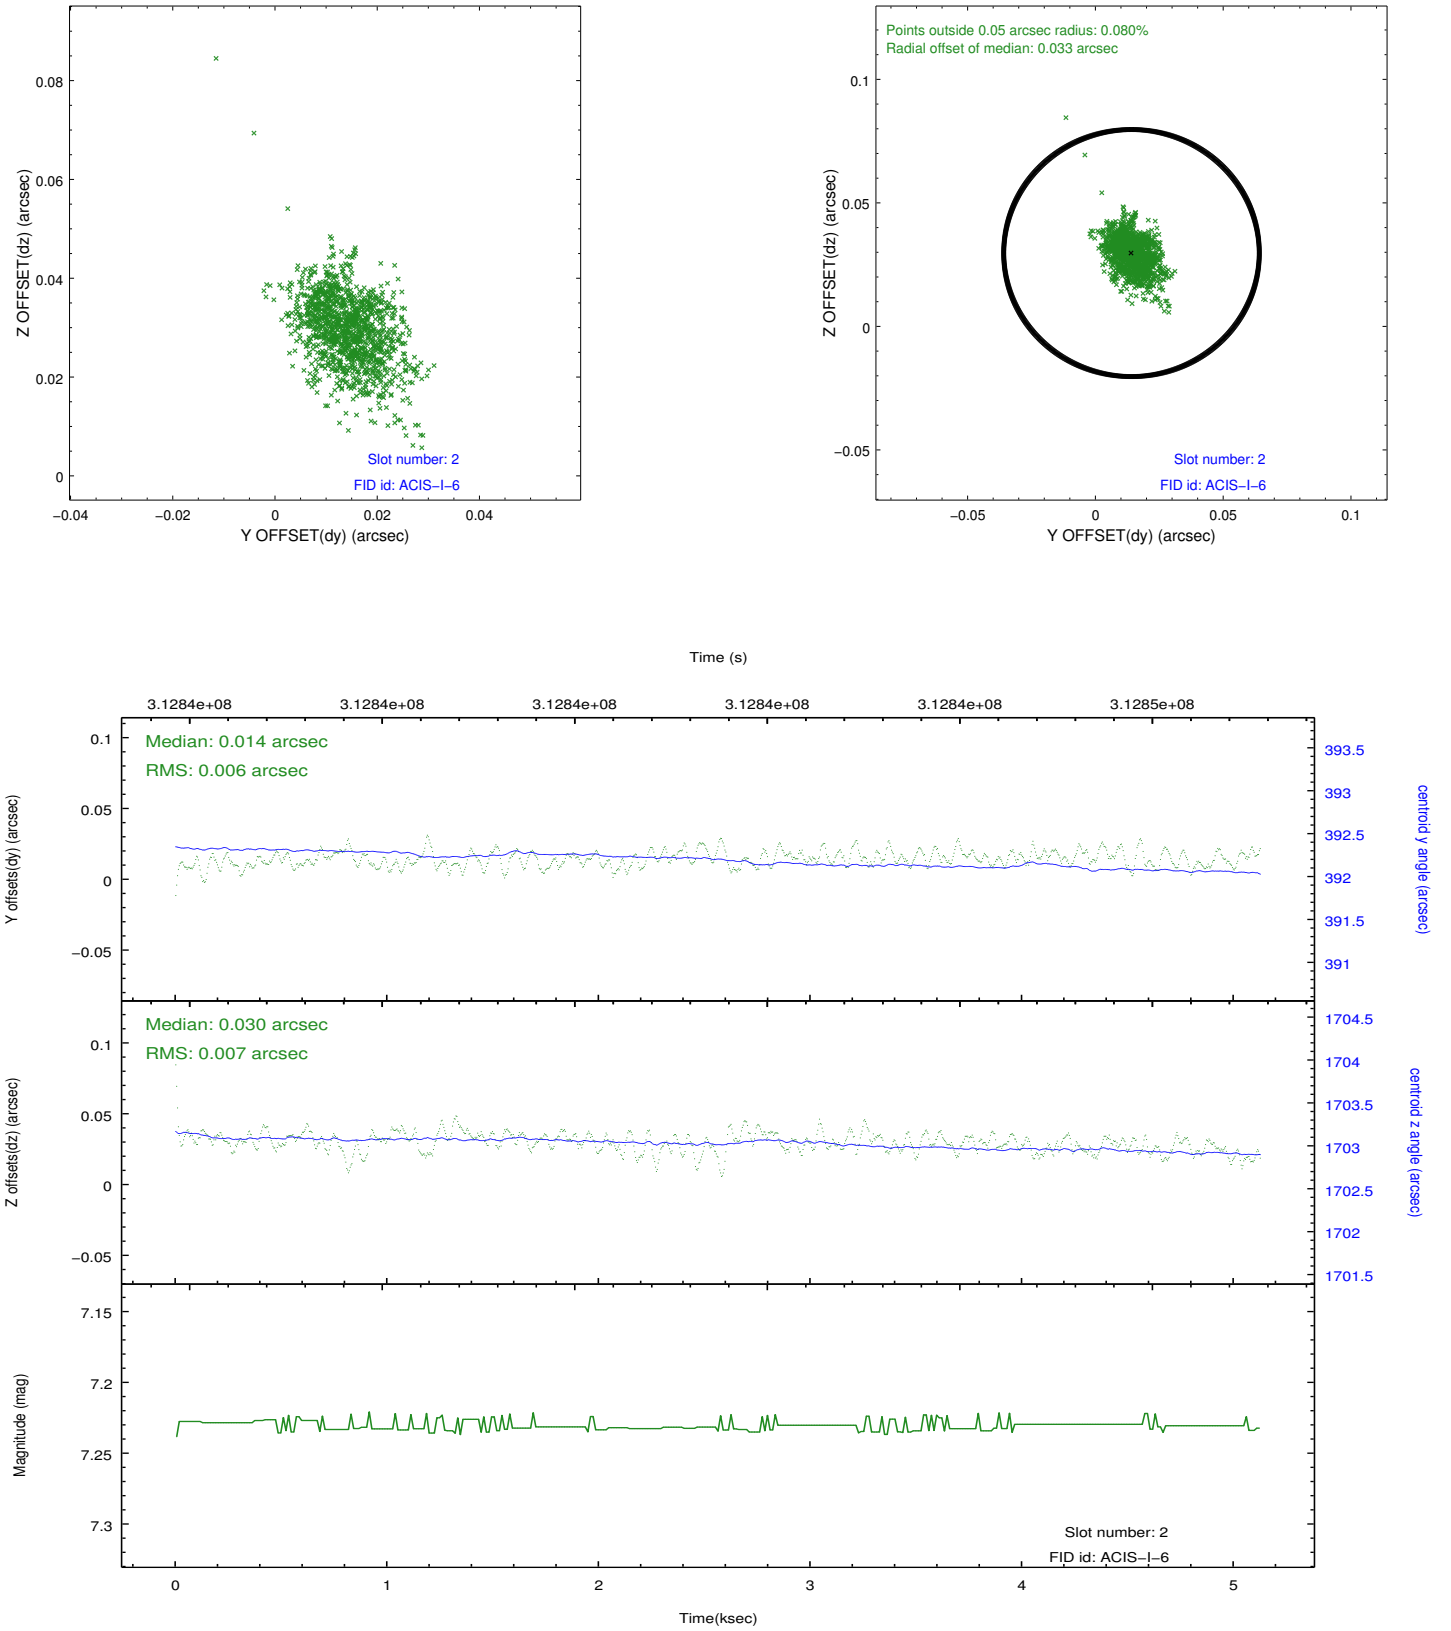 0.08
0.06
0.04
0.02
0
Z OFFSET(dz) (arcsec)
Slot number: 2
FID id: ACIS−I−6
−0.04 −0.02 0 0.02 0.04
Y OFFSET(dy) (arcsec)
Points outside 0.05 arcsec radius: 0.080%
Radial offset of median: 0.033 arcsec
0.1
0.05
0
−0.05
Z OFFSET(dz) (arcsec)
Slot number: 2
FID id: ACIS−I−6
−0.05 0 0.05 0.1
Y OFFSET(dy) (arcsec)
Time (s)
3.1284e+08 3.1284e+08 3.1284e+08 3.1284e+08 3.1284e+08 3.1285e+08
Median: 0.014 arcsec
RMS: 0.006 arcsec
0.1
0.05
0
−0.05
Y offsets(dy) (arcsec)
393.5
393
392.5
392
391.5
391
centroid y angle (arcsec)
Median: 0.030 arcsec
RMS: 0.007 arcsec
0.1
0.05
0
−0.05
Z offsets(dz) (arcsec)
1704.5
1704
1703.5
1703
1702.5
1702
1701.5
centroid z angle (arcsec)
7.15
7.2
7.25
7.3
Magnitude (mag)
Slot number: 2
FID id: ACIS−I−6
0 1 2 3 4 5
Time(ksec)